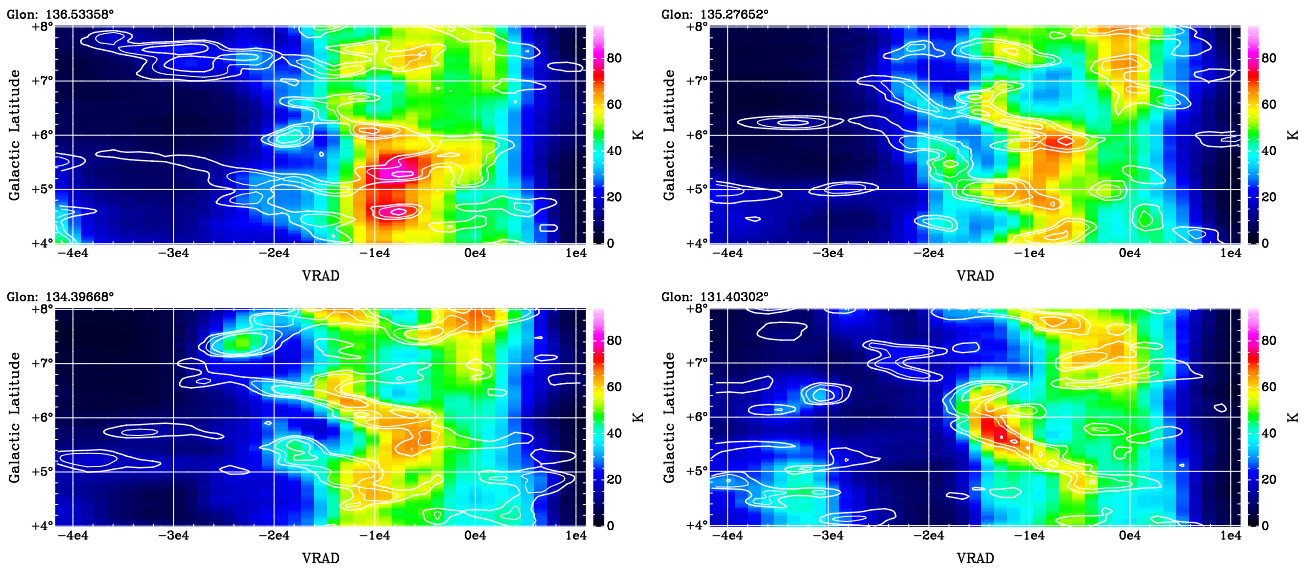 Glon: 136.53358°
+8°
+7°
+6°
+5°
+4°
Galactic Latitude
−4e4 −3e4 −2e4 −1e4 0e4 1e4
VRAD
80
60
40
20
0
K
Glon: 135.27652°
+8°
+7°
+6°
+5°
+4°
Galactic Latitude
−4e4 −3e4 −2e4 −1e4 0e4 1e4
VRAD
80
60
40
20
0
K
Glon: 134.39668°
+8°
+7°
+6°
+5°
+4°
Galactic Latitude
−4e4 −3e4 −2e4 −1e4 0e4 1e4
VRAD
80
60
40
20
0
K
Glon: 131.40302°
+8°
+7°
+6°
+5°
+4°
Galactic Latitude
−4e4 −3e4 −2e4 −1e4 0e4 1e4
VRAD
80
60
40
20
0
K